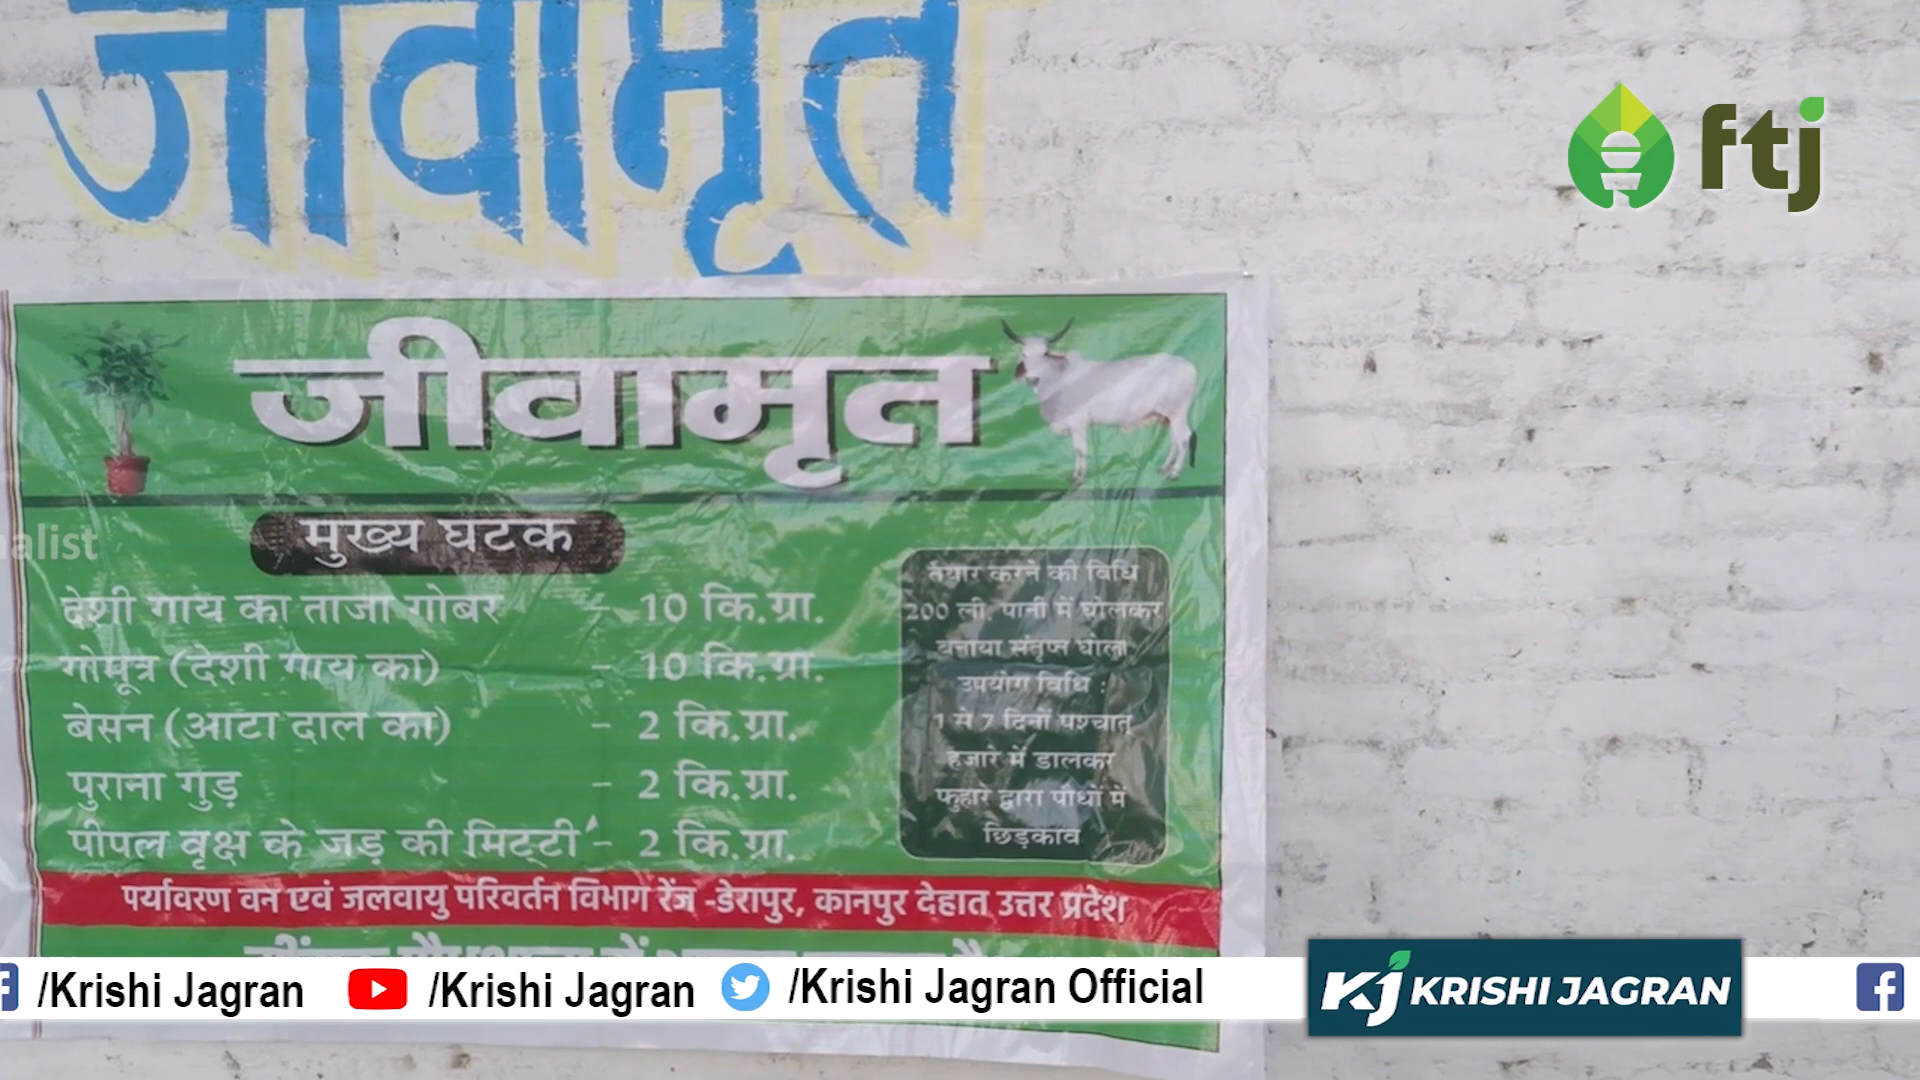 जीवामृत
ftj
जीवामृत
मुख्य घटक
nalist
देशी गाय का ताजा गोबर - 10 कि.ग्रा.
गोमूत्र (देशी गाय का) - 10 कि.ग्रा.
बेसन (आटा दाल का) - 2 कि.ग्रा.
पुराना गुड़ - 2 कि.ग्रा.
पीपल वृक्ष के जड़ की मिट्टी - 2 कि.ग्रा.
तैयार करने की विधि
200 ली. पानी में घोलकर
बनाया संतृप्त घोल
उपयोग विधि :
1 से 7 दिनों पश्चात्
हजारे में डालकर
फुहारे द्वारा पौधों में
छिड़काव
पर्यावरण वन एवं जलवायु परिवर्तन विभाग रेंज -डेरापुर, कानपुर देहात उत्तर प्रदेश
/Krishi Jagran /Krishi Jagran /Krishi Jagran Official KJ KRISHI JAGRAN